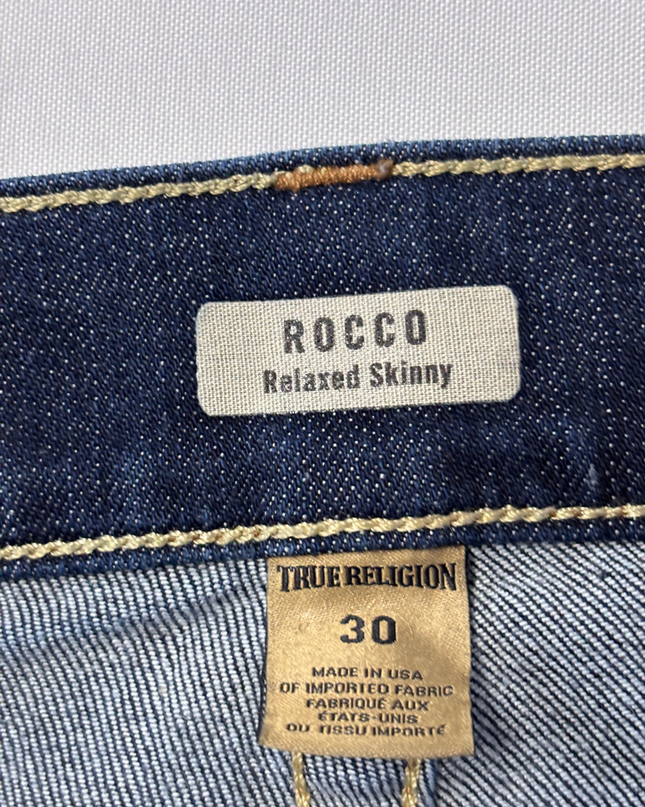 ROCCO
Relaxed Skinny
TRUE RELIGION
30
MADE IN USA
OF IMPORTED FABRIC
FABRIQUÉ AUX
ÉTATS-UNIS
OU TISSU IMPORTÉ